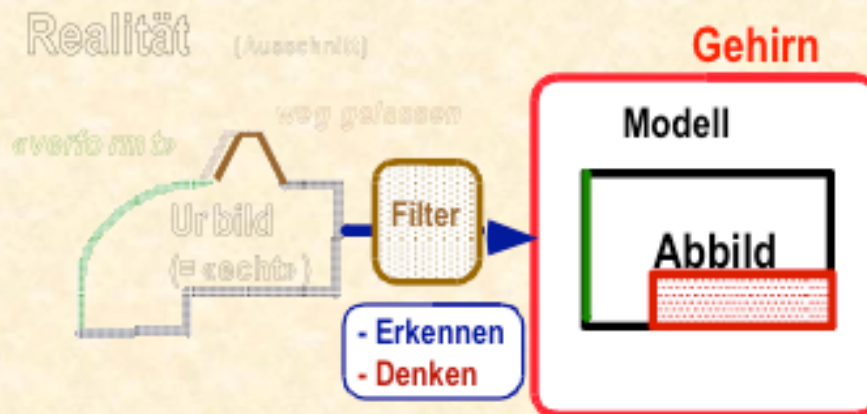 Realität (Ausschnitt)
Gehirn
weg gelassen
«verformt»
Modell
Urbild
(= «echt»)
Filter
Abbild
- Erkennen
- Denken